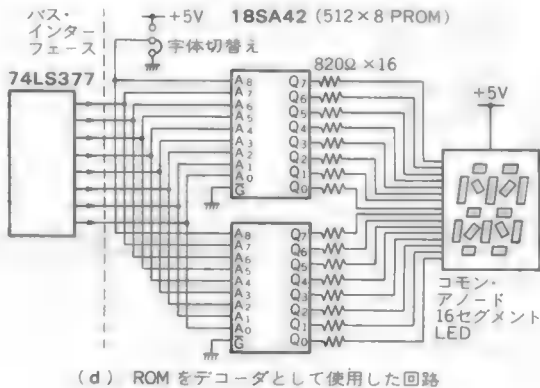 バス・
インター
フェース
+5V
字体切替え
18SA42 (512×8 PROM)
74LS377
820Ω ×16
+5V
A8
A7
A6
A5
A4
A3
A2
A1
A0
G
Q7
Q6
Q5
Q4
Q3
Q2
Q1
Q0
A8
A7
A6
A5
A4
A3
A2
A1
A0
G
Q7
Q6
Q5
Q4
Q3
Q2
Q1
Q0
コモン・
アノード
16セグメント
LED
(d) ROMをデコーダとして使用した回路